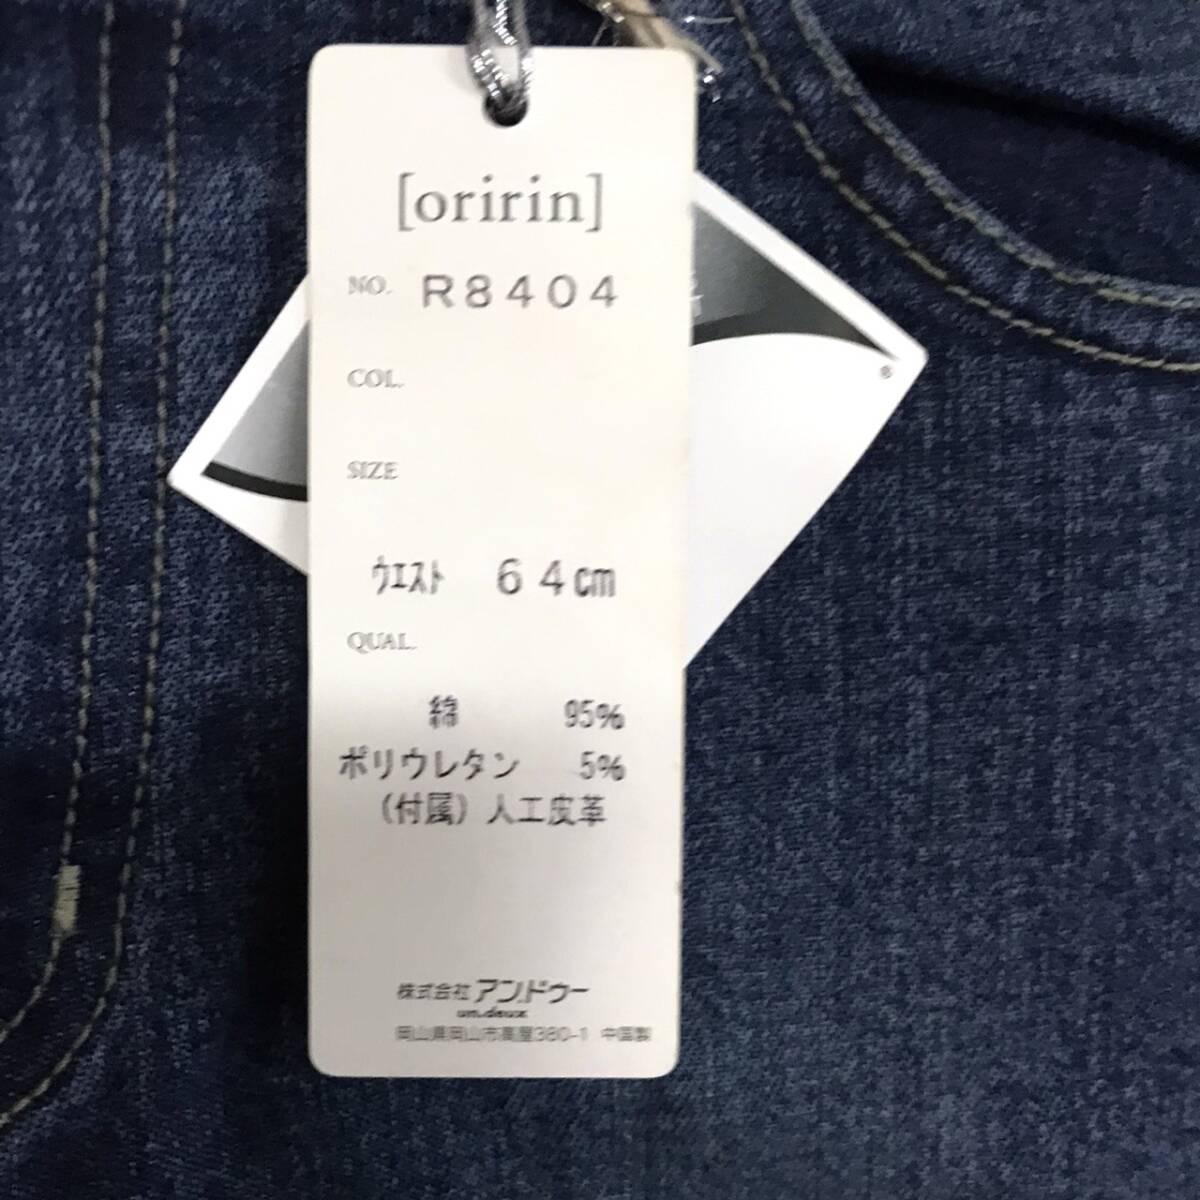 [oririn]
NO. R8404
COL.
SIZE
ｳエスト 64cm
QUAL.
綿 95%
ポリウレタン 5%
(付属) 人工皮革
株式会社 アン.ドゥー
un.deux
岡山県岡山市高屋380-1 中国製
®